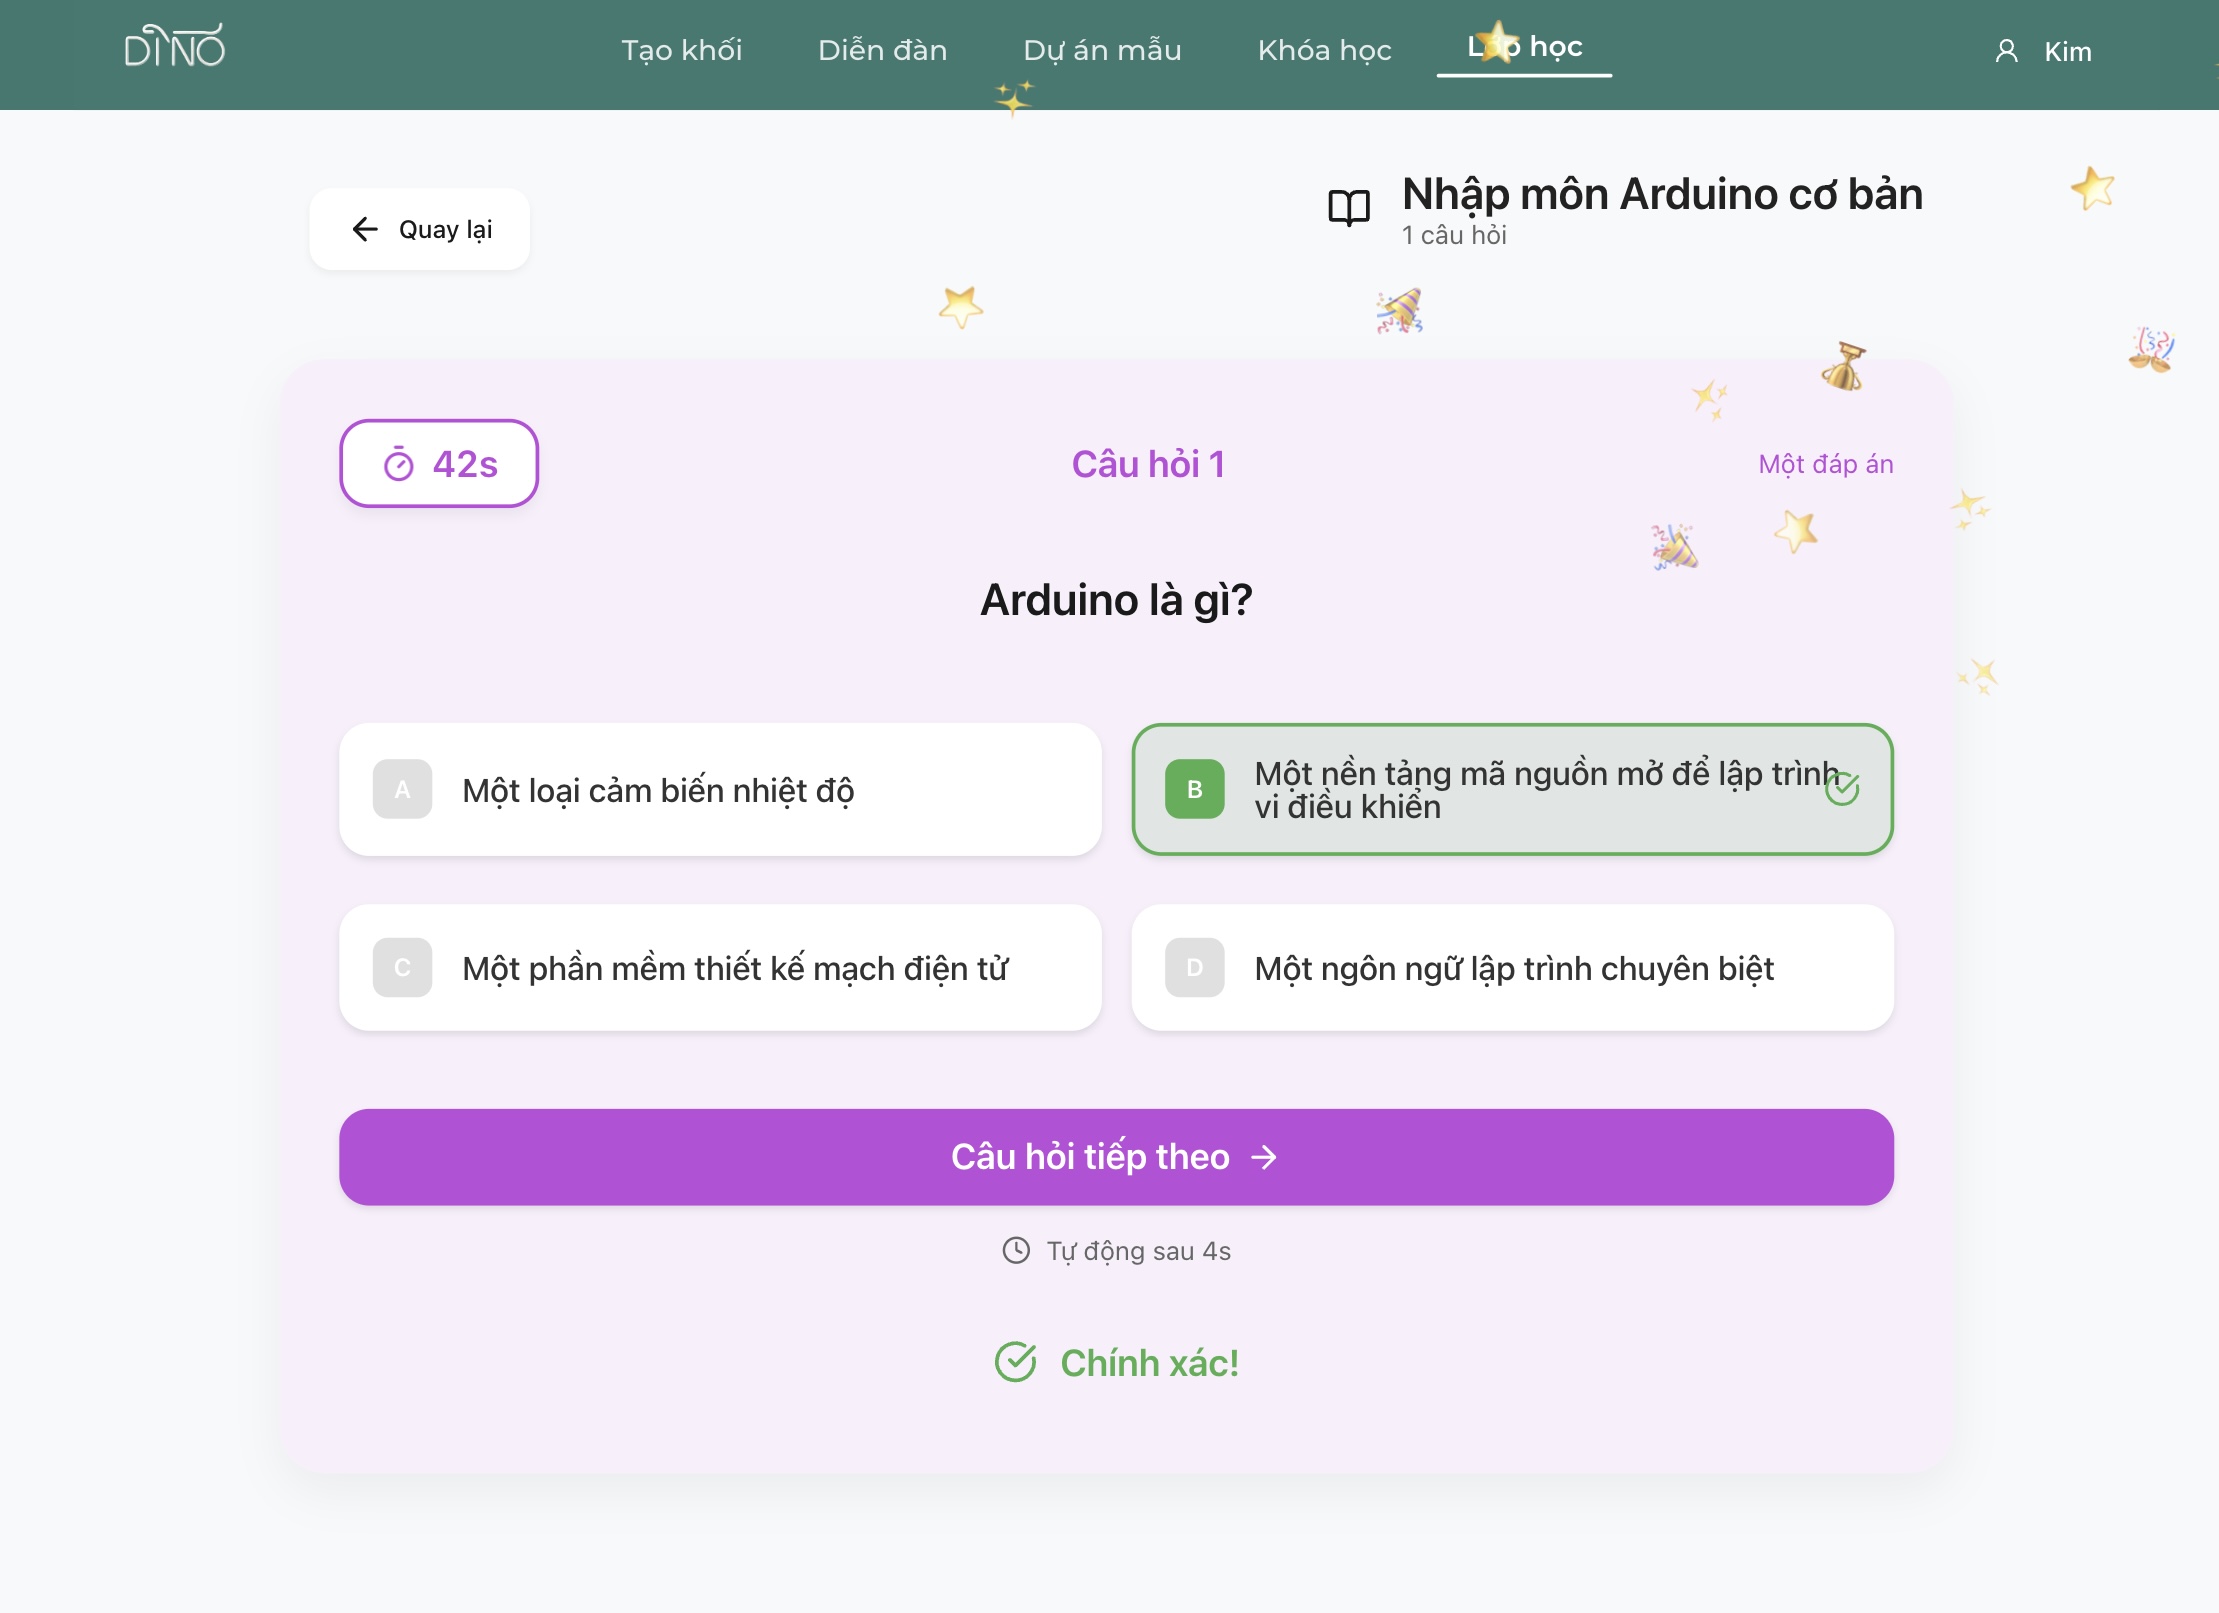 DINO
Tạo khối
Diễn đàn
Dự án mẫu
Khóa học
Lớp học
Kim
Quay lại
Nhập môn Arduino cơ bản
1 câu hỏi
42s
Câu hỏi 1
Một đáp án
Arduino là gì?
A
Một loại cảm biến nhiệt độ
B
Một nền tảng mã nguồn mở để lập trình
vi điều khiển
C
Một phần mềm thiết kế mạch điện tử
D
Một ngôn ngữ lập trình chuyên biệt
Câu hỏi tiếp theo
Tự động sau 4s
Chính xác!